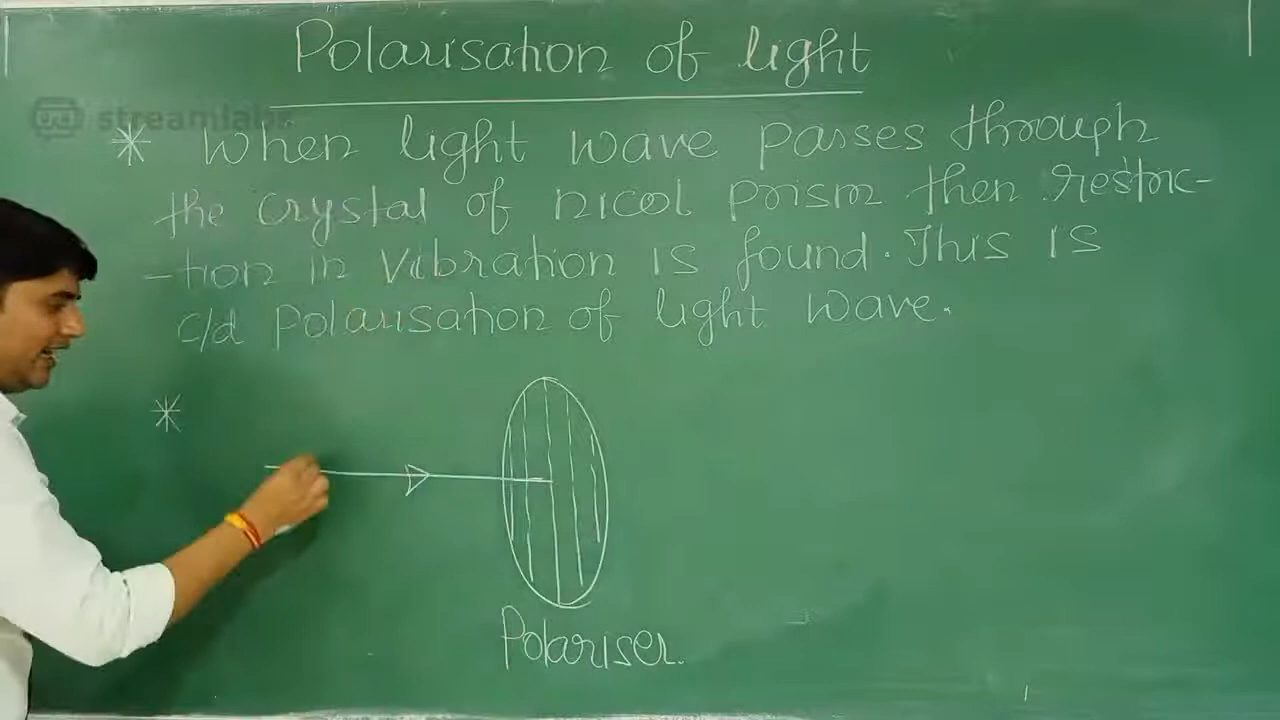 Polarisation of light
streamlabs
* When light wave passes through
the crystal of nicol prism then restric-
-tion in vibration is found. This is
c/d polarisation of light wave.
*
Polariser.